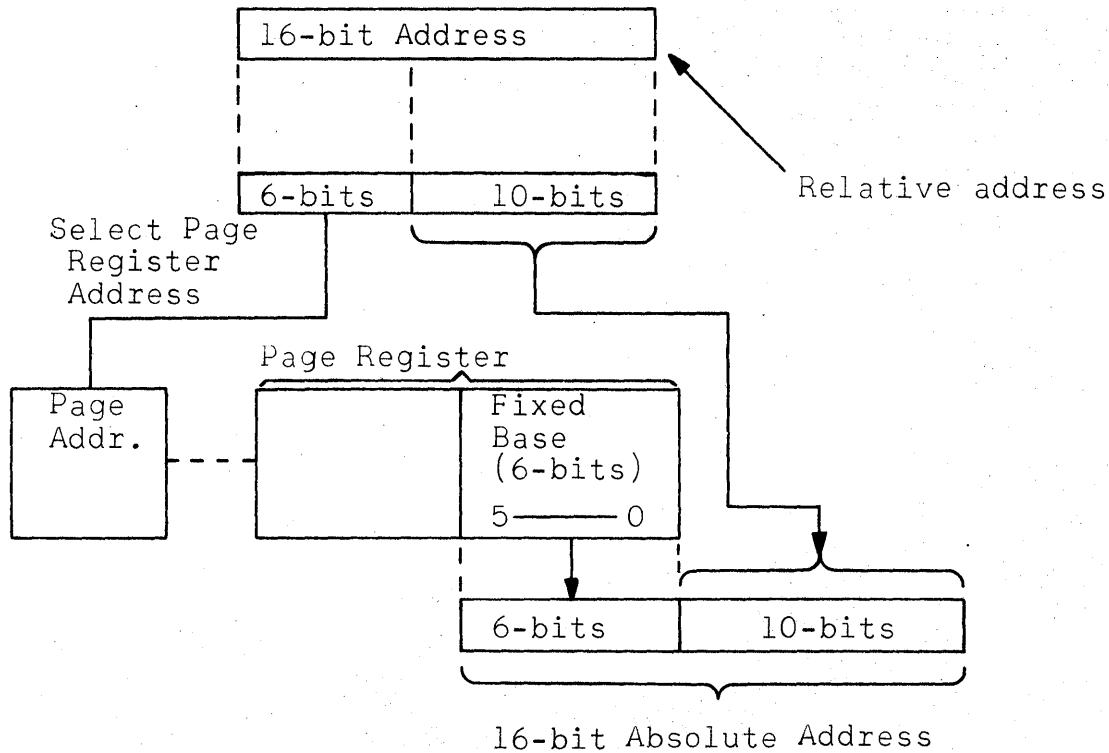 16-bit Address
6-bits
10-bits
Relative address
Select Page
Register
Address
Page Register
Page
Addr.
Fixed
Base
(6-bits)
5 0
6-bits
10-bits
16-bit Absolute Address